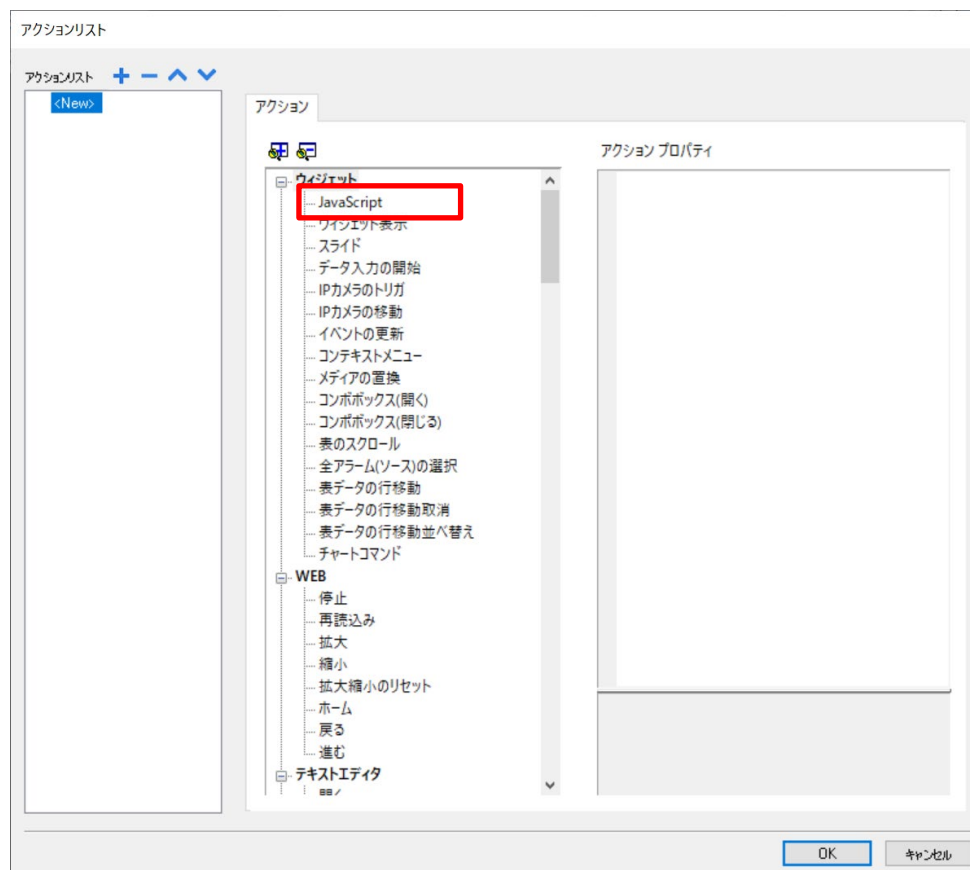 アクションリスト
アクションリスト
<New>
アクション
アクション プロパティ
ウィジェット
JavaScript
ウィジェット表示
スライド
データ入力の開始
IPカメラのトリガ
IPカメラの移動
イベントの更新
コンテキストメニュー
メディアの置換
コンボボックス(開く)
コンボボックス(閉じる)
表のスクロール
全アラーム(ソース)の選択
表データの行移動
表データの行移動取消
表データの行移動並べ替え
チャートコマンド
WEB
停止
再読込み
拡大
縮小
拡大縮小のリセット
ホーム
戻る
進む
テキストエディタ
開く
OK
キャンセル